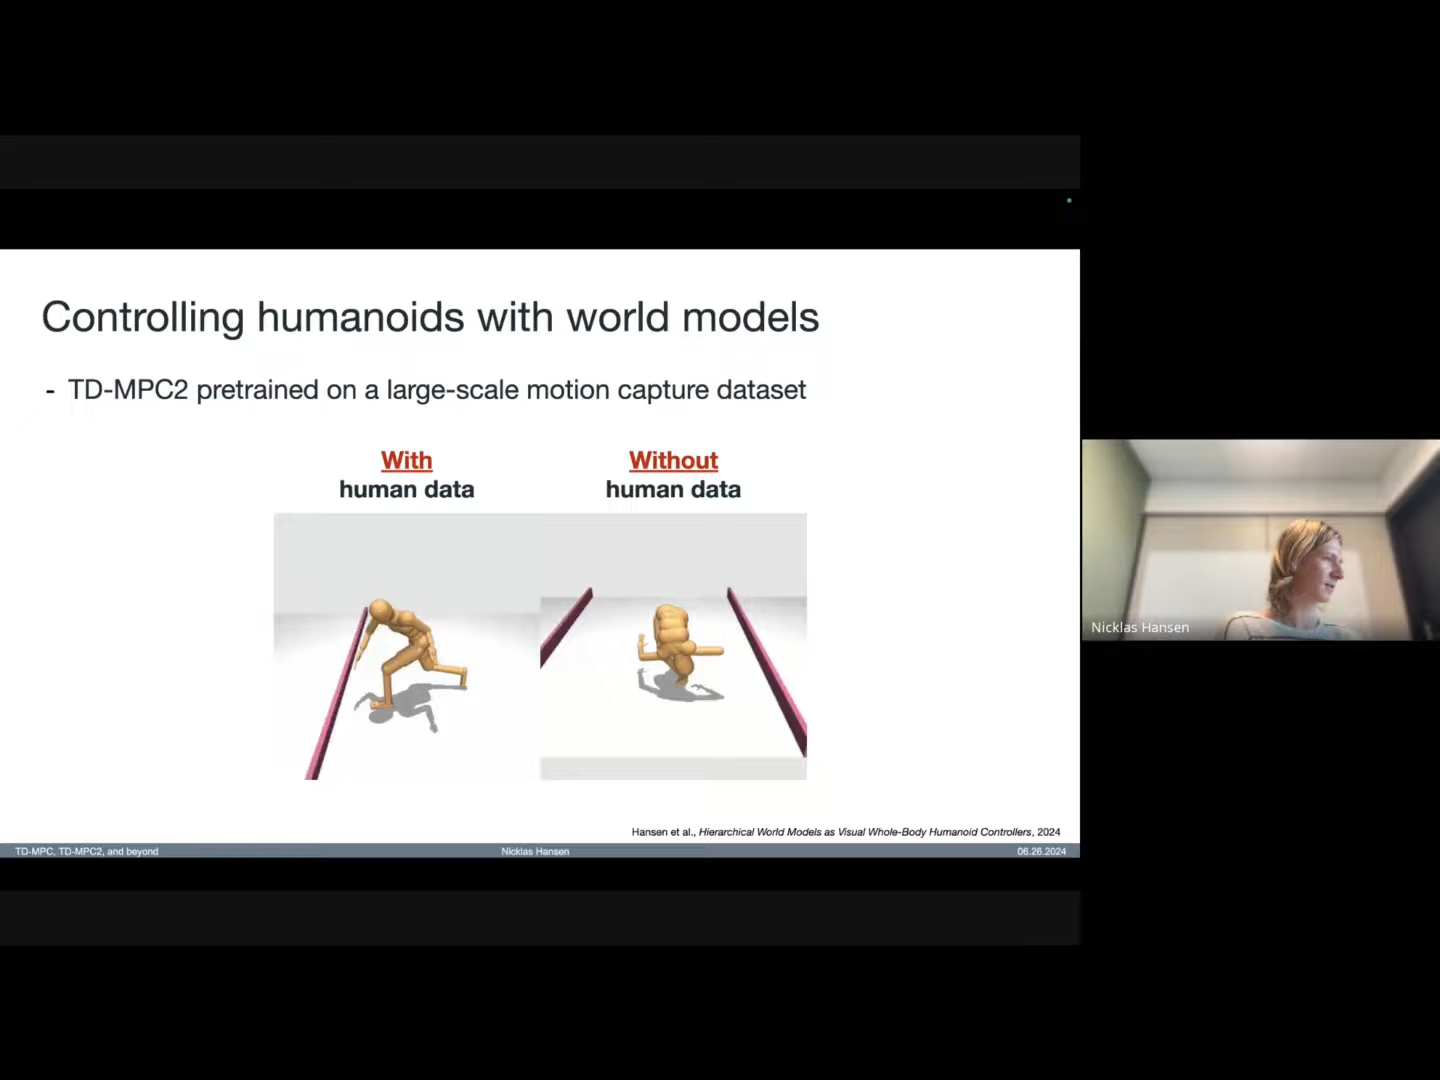 Controlling humanoids with world models
- TD-MPC2 pretrained on a large-scale motion capture dataset
With
human data
Without
human data
Nicklas Hansen
Hansen et al., Hierarchical World Models as Visual Whole-Body Humanoid Controllers, 2024
TD-MPC, TD-MPC2, and beyond
Nicklas Hansen
06.26.2024